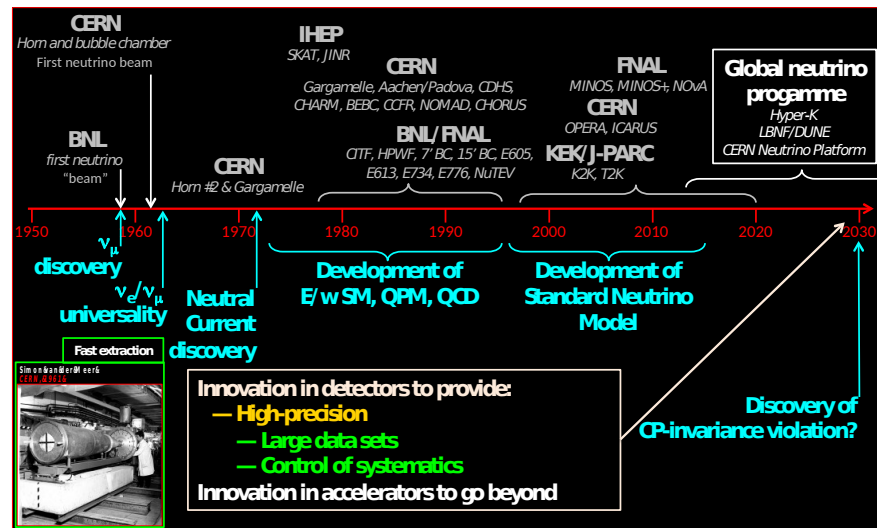 CERN
Horn and bubble chamber
First neutrino beam
BNL
first neutrino
"beam"
CERN
Horn #2 & Gargamelle
IHEP
SKAT, JINR
CERN
Gargamelle, Aachen/Padova, CDHS,
CHARM, BEBC, CCFR, NOMAD, CHORUS
BNL/FNAL
CITF, HPWF, 7' BC, 15' BC, E605,
E613, E734, E776, NuTEV
FNAL
MINOS, MINOS+, NOvA
CERN
OPERA, ICARUS
KEK/J-PARC
K2K, T2K
Global neutrino
progamme
Hyper-K
LBNF/DUNE
CERN Neutrino Platform
1950 1960 1970 1980 1990 2000 2010 2020 2030
νμ
discovery
νe/νμ
universality
Neutral
Current
discovery
Development of
E/w SM, QPM, QCD
Development of
Standard Neutrino
Model
Discovery of
CP-invariance violation?
Fast extraction
Simon&van&der&Meer&
Innovation in detectors to provide:
— High-precision
— Large data sets
— Control of systematics
Innovation in accelerators to go beyond